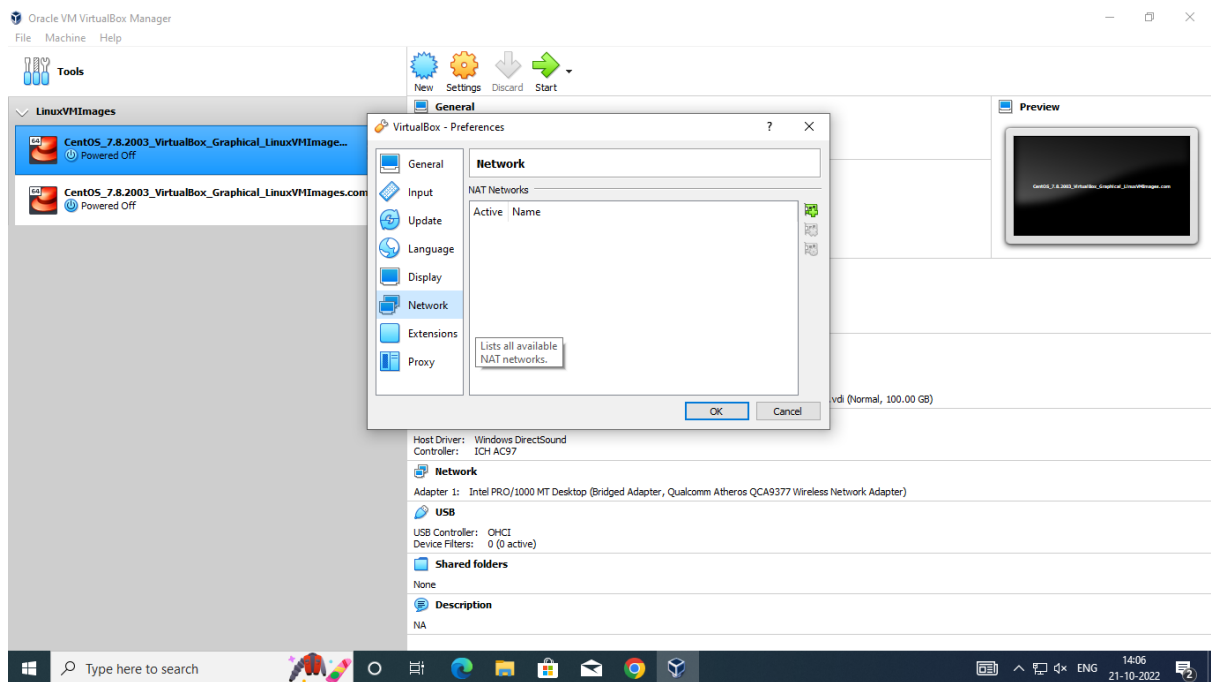 Oracle VM VirtualBox Manager
File Machine Help
Tools
New Settings Discard Start
LinuxVMImages
CentOS_7.8.2003_VirtualBox_Graphical_LinuxVMImage...
Powered Off
CentOS_7.8.2003_VirtualBox_Graphical_LinuxVMImages.com
Powered Off
General
Preview
CentOS_7.8.2003_VirtualBox_Graphical_LinuxVMImages.com
VirtualBox - Preferences ?
General
Input
Update
Language
Display
Network
Extensions
Proxy
Network
NAT Networks
Active Name
Lists all available
NAT networks.
OK Cancel
.vdi (Normal, 100.00 GB)
Host Driver: Windows DirectSound
Controller: ICH AC97
Network
Adapter 1: Intel PRO/1000 MT Desktop (Bridged Adapter, Qualcomm Atheros QCA9377 Wireless Network Adapter)
USB
USB Controller: OHCI
Device Filters: 0 (0 active)
Shared folders
None
Description
NA
Type here to search
ENG
14:06
21-10-2022
2